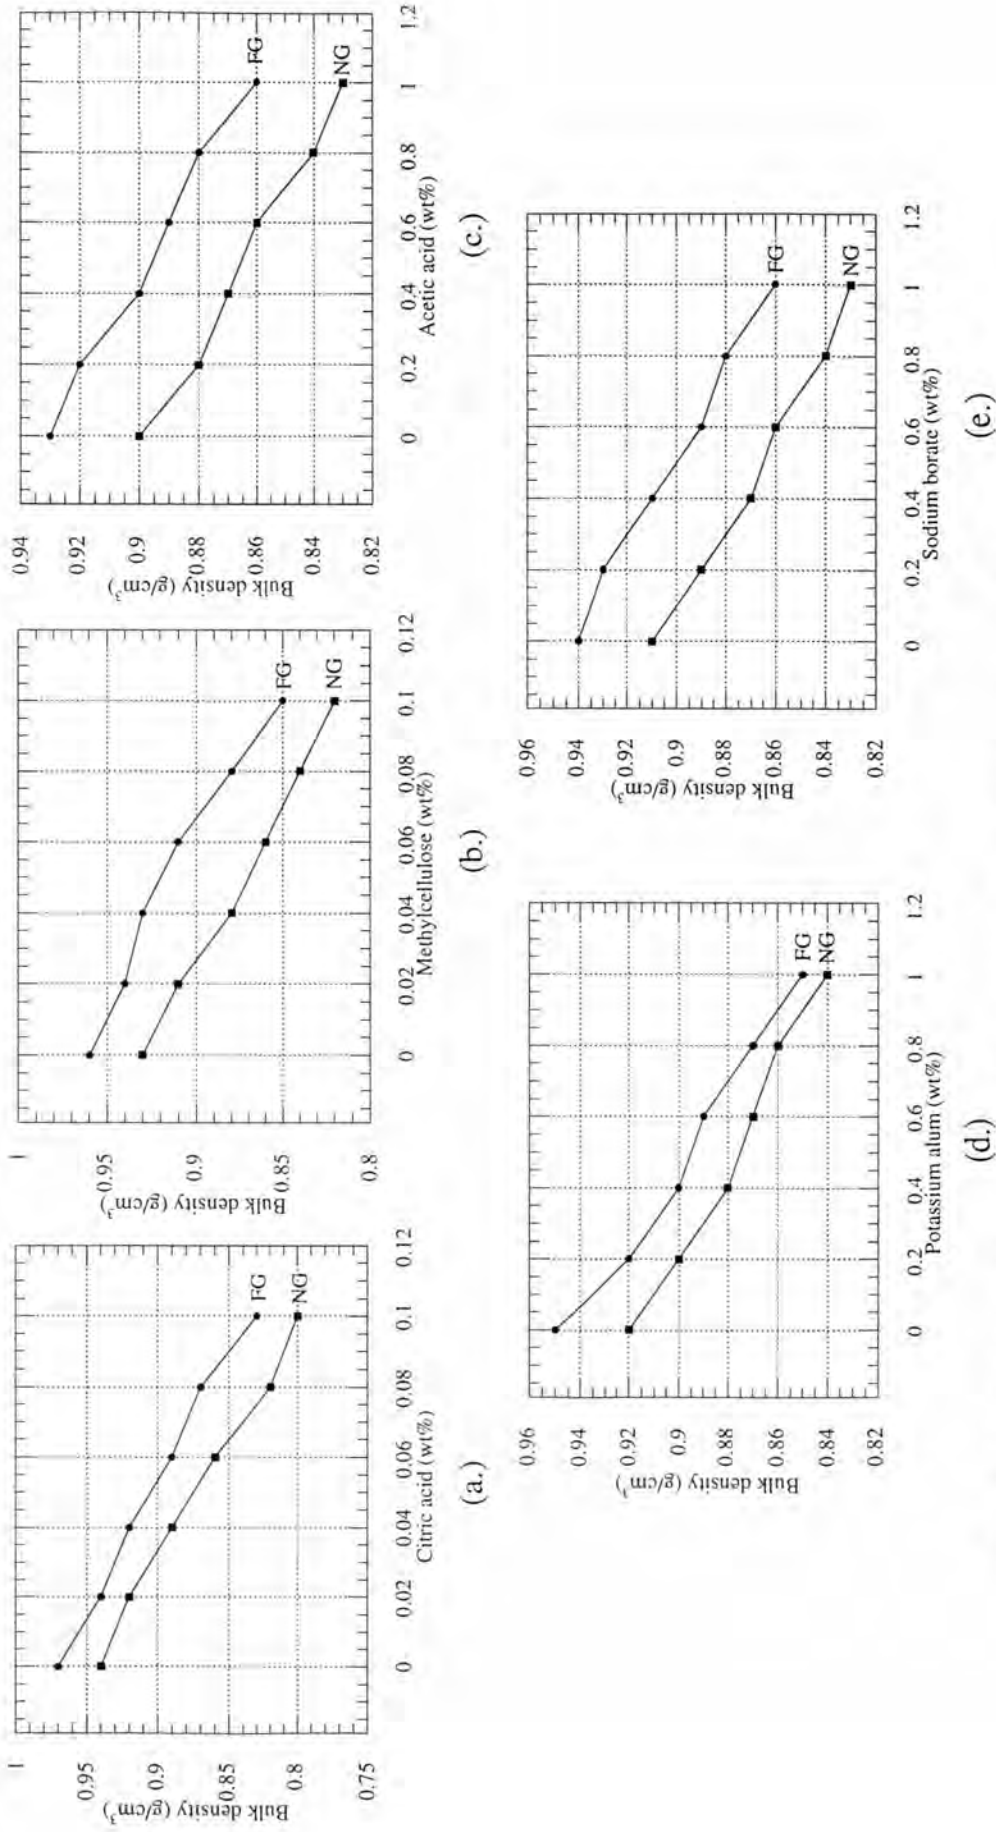 1
0.95
0.9
0.85
0.8
0.75
Bulk density (g/cm³)
FG
NG
0 0.02 0.04 0.06 0.08 0.1 0.12
Citric acid (wt%)
(a.)
1
0.95
0.9
0.85
0.8
Bulk density (g/cm³)
FG
NG
0 0.02 0.04 0.06 0.08 0.1 0.12
Methylcellulose (wt%)
(b.)
0.94
0.92
0.9
0.88
0.86
0.84
0.82
Bulk density (g/cm³)
FG
NG
0 0.2 0.4 0.6 0.8 1 1.2
Acetic acid (wt%)
(c.)
0.96
0.94
0.92
0.9
0.88
0.86
0.84
0.82
Bulk density (g/cm³)
FG
NG
0 0.2 0.4 0.6 0.8 1 1.2
Potassium alum (wt%)
(d.)
0.96
0.94
0.92
0.9
0.88
0.86
0.84
0.82
Bulk density (g/cm³)
FG
NG
0 0.2 0.4 0.6 0.8 1 1.2
Sodium borate (wt%)
(e.)